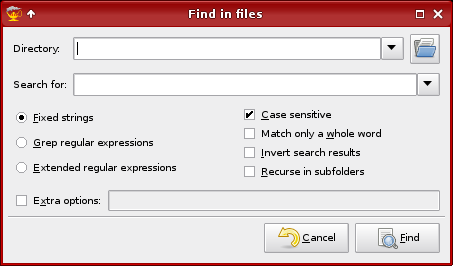 Find in files
Directory:
Search for:
Fixed strings
Case sensitive
Grep regular expressions
Match only a whole word
Invert search results
Extended regular expressions
Recurse in subfolders
Extra options:
Cancel
Find